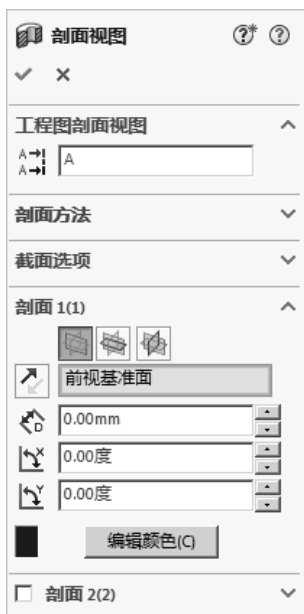 剖面视图
工程图剖面视图
A
A
A
剖面方法
截面选项
剖面 1(1)
前视基准面
D
0.00mm
X
0.00度
Y
0.00度
编辑颜色(C)
剖面 2(2)